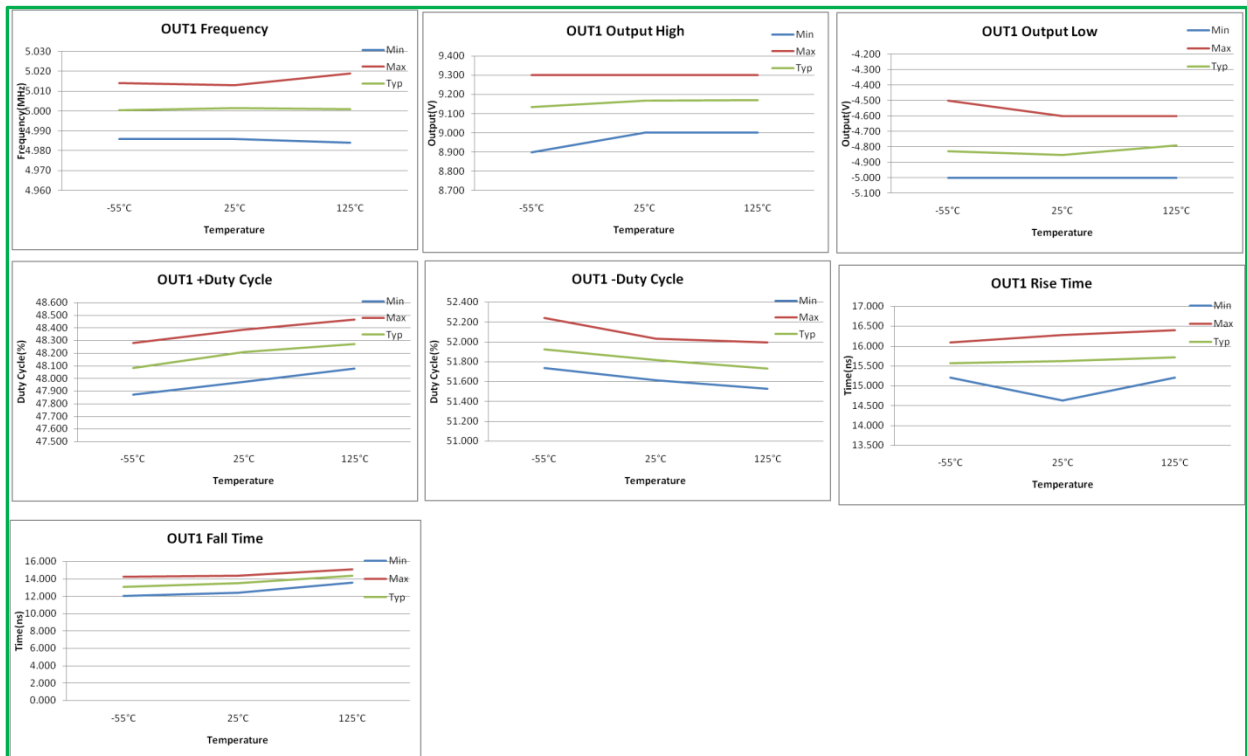 OUT1 Frequency
Frequency(MHz)
5.030
5.020
5.010
5.000
4.990
4.980
4.970
4.960
-55°C 25°C 125°C
Temperature
Min
Max
Typ
OUT1 Output High
Output(V)
9.400
9.300
9.200
9.100
9.000
8.900
8.800
8.700
-55°C 25°C 125°C
Temperature
Min
Max
Typ
OUT1 Output Low
Output(V)
-4.200
-4.300
-4.400
-4.500
-4.600
-4.700
-4.800
-4.900
-5.000
-5.100
-55°C 25°C 125°C
Temperature
Min
Max
Typ
OUT1 +Duty Cycle
Duty Cycle(%)
48.600
48.500
48.400
48.300
48.200
48.100
48.000
47.900
47.800
47.700
47.600
47.500
-55°C 25°C 125°C
Temperature
Min
Max
Typ
OUT1 -Duty Cycle
Duty Cycle(%)
52.400
52.200
52.000
51.800
51.600
51.400
51.200
51.000
-55°C 25°C 125°C
Temperature
Min
Max
Typ
OUT1 Rise Time
Time(ns)
17.000
16.500
16.000
15.500
15.000
14.500
14.000
13.500
-55°C 25°C 125°C
Temperature
Min
Max
Typ
OUT1 Fall Time
Time(ns)
16.000
14.000
12.000
10.000
8.000
6.000
4.000
2.000
0.000
-55°C 25°C 125°C
Temperature
Min
Max
Typ